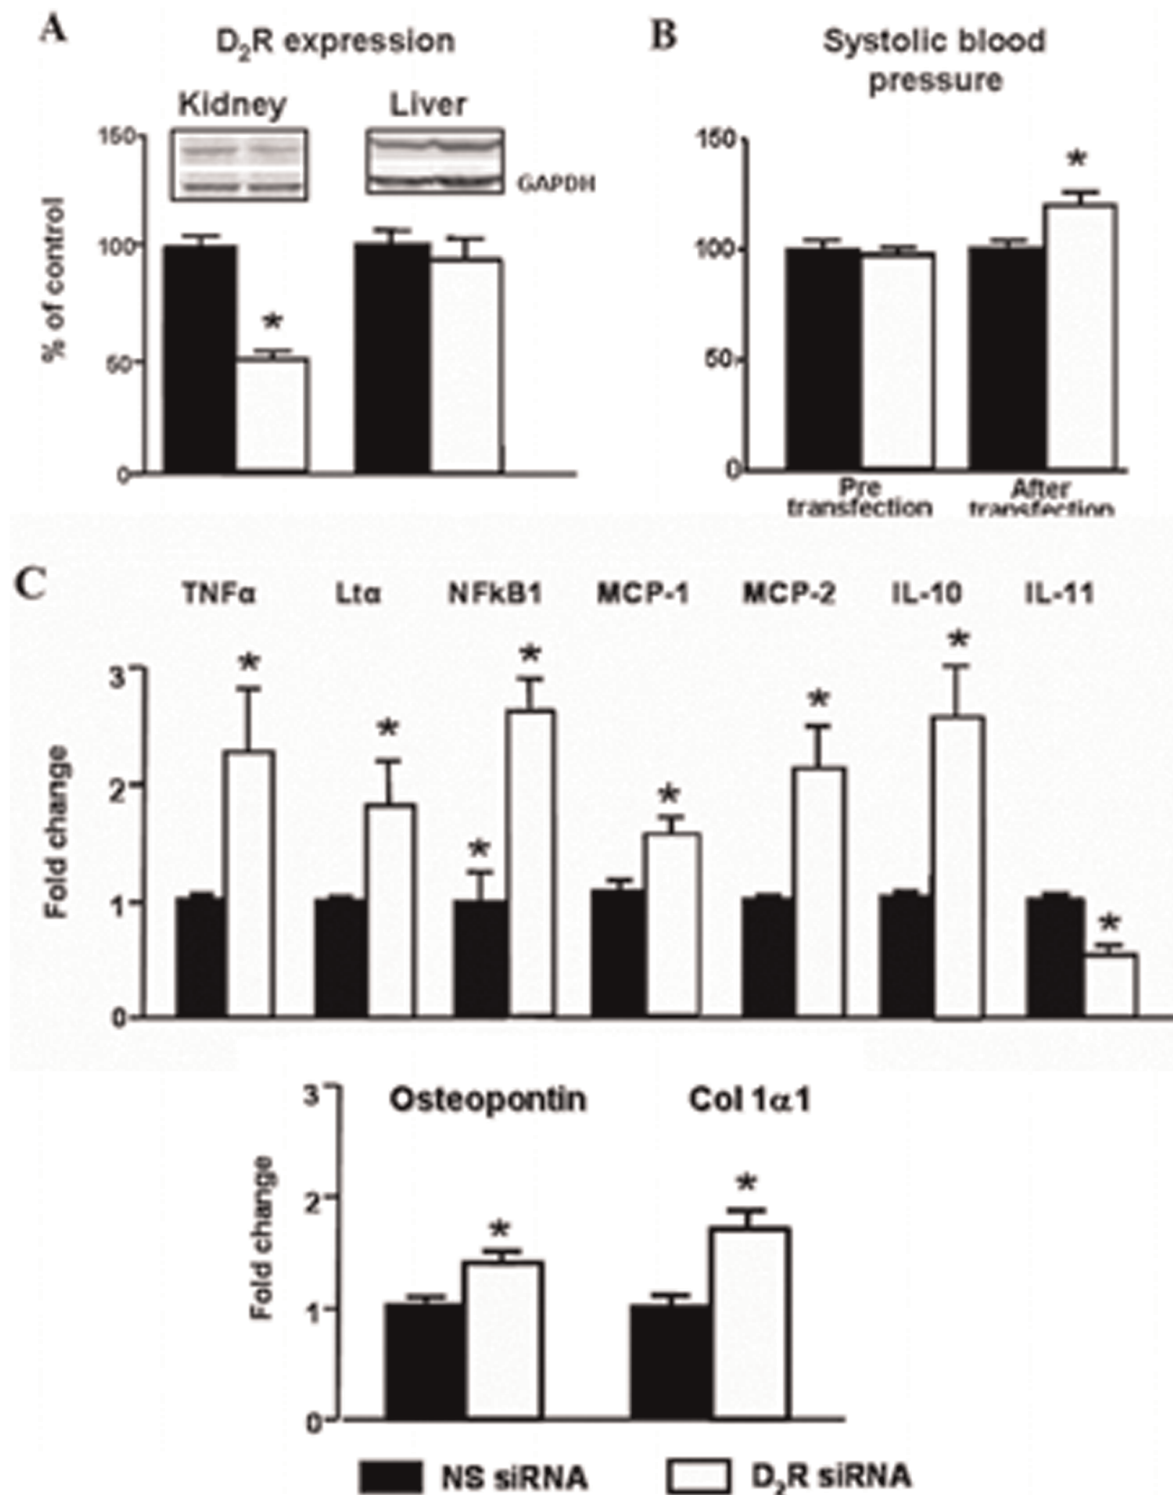 A
D₂R expression
Kidney
Liver
GAPDH
150
100
50
0
% of control
*
B
Systolic blood
pressure
150
100
50
0
*
Pre
transfection
After
transfection
C
TNFα
Ltα
NFkB1
MCP-1
MCP-2
IL-10
IL-11
3
2
1
0
Fold change
*
*
*
*
*
*
*
*
Osteopontin
Col 1α1
3
2
1
0
Fold change
*
*
NS siRNA
D₂R siRNA